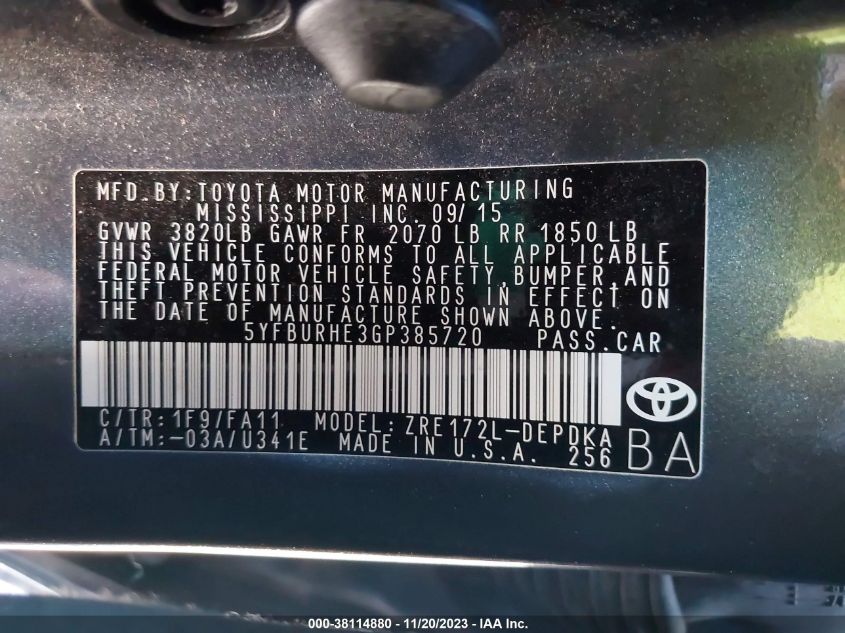 MFD.BY:TOYOTA MOTOR MANUFACTURING
MISSISSIPPI INC. 09/15
GVWR 3820LB GAWR FR 2070 LB RR 1850 LB
THIS VEHICLE CONFORMS TO ALL APPLICABLE
FEDERAL MOTOR VEHICLE SAFETY,BUMPER,AND
THEFT PREVENTION STANDARDS IN EFFECT ON
THE DATE OF MANUFACTURE SHOWN ABOVE.
5YFBURHE3GP385720 PASS.CAR
C/TR:1F9/FA11 MODEL:ZRE172L-DEPDKA
A/TM:-03A/U341E MADE IN U.S.A. 256 BA
000-38114880 - 11/20/2023 - IAA Inc.